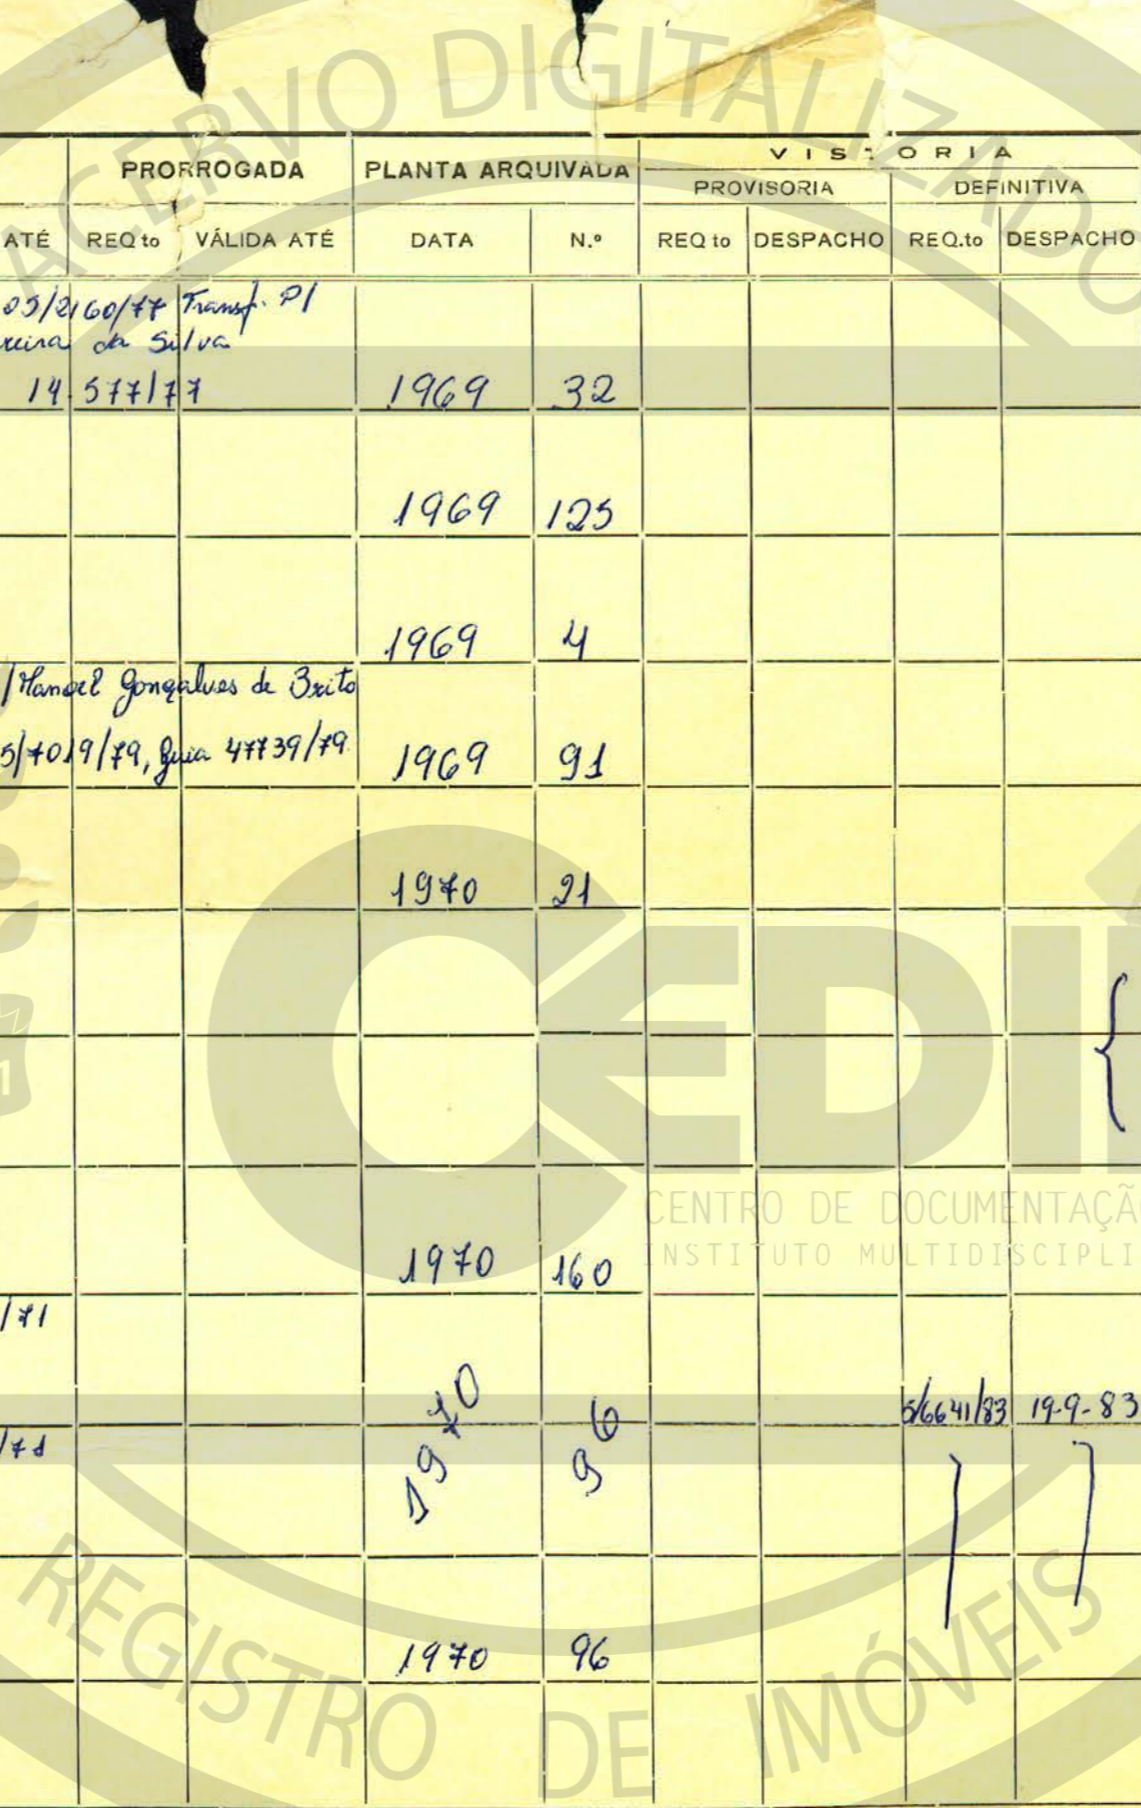 ACERVO DIGITALIZADO
PRORROGADA PLANTA ARQUIVADA VISTORIA
PROVISORIA DEFINITIVA
ATÉ REQ to VÁLIDA ATÉ DATA N.º REQ to DESPACHO REQ.to DESPACHO
05/2160/77 Transf. P/
reira da Silva
14 577/77 1969 32
1969 125
1969 4
/Manoel Gonçalves de Brito
5/7019/79, Guia 47739/79 1969 91
1970 21
CEDI
CENTRO DE DOCUMENTAÇÃ
INSTITUTO MULTIDISCIPLI
1970 160
/71
1970 96 5/6641/83 19-9-83
/71
1970 96
REGISTRO DE IMÓVEIS